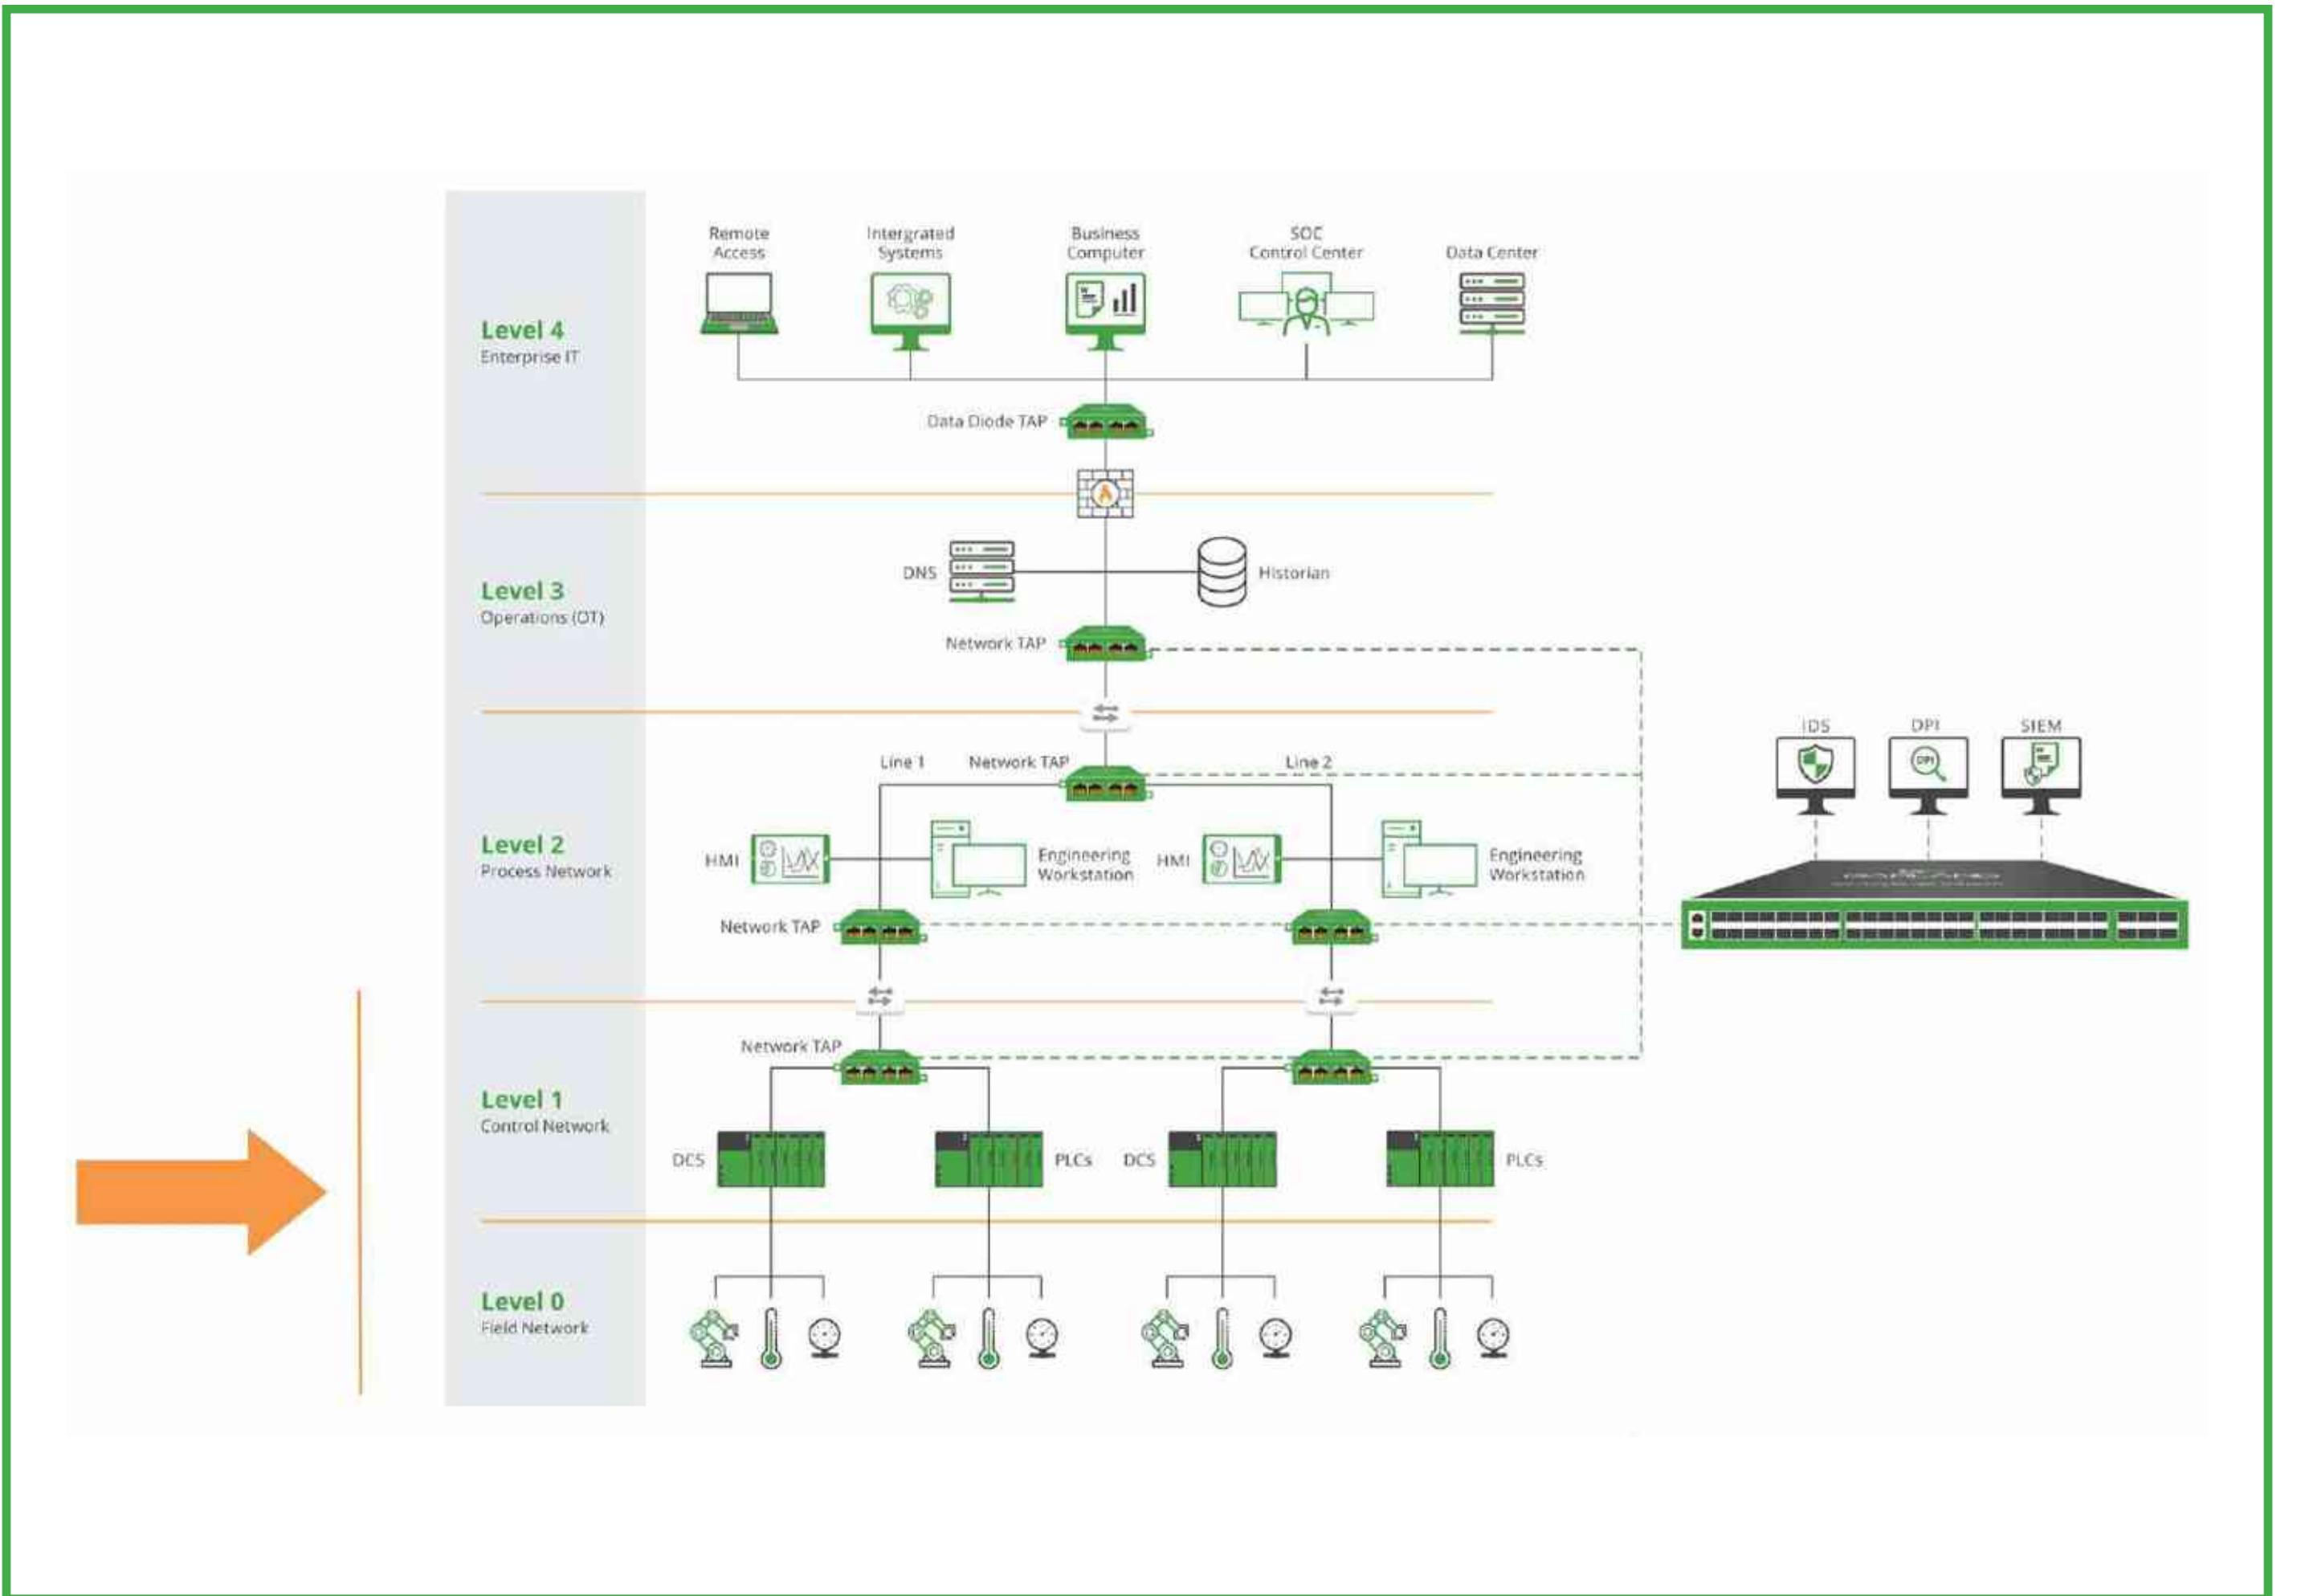 Remote
Access
Intergrated
Systems
Business
Computer
SOC
Control Center
Data Center
Level 4
Enterprise IT
Data Diode TAP
Level 3
Operations (OT)
DNS
Historian
Network TAP
Line 1
Network TAP
Line 2
IDS
DPI
SIEM
DPI
Level 2
Process Network
HMI
Engineering
Workstation
HMI
Engineering
Workstation
Network TAP
Network TAP
Level 1
Control Network
DCS
PLCs
DCS
PLCs
Level 0
Field Network